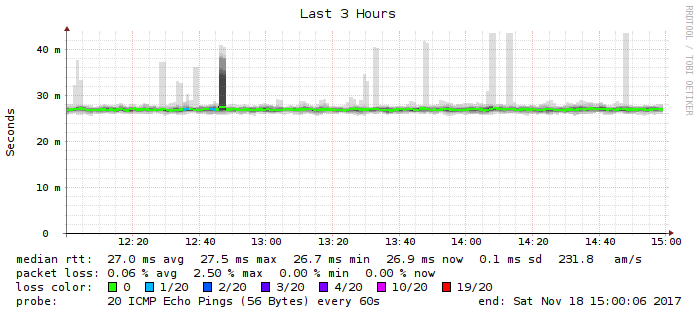 Last 3 Hours
RRDTOOL / TOBI OETIKER
Seconds
40 m
30 m
20 m
10 m
0
12:20 12:40 13:00 13:20 13:40 14:00 14:20 14:40 15:00
median rtt: 27.0 ms avg 27.5 ms max 26.7 ms min 26.9 ms now 0.1 ms sd 231.8 am/s
packet loss: 0.06 % avg 2.50 % max 0.00 % min 0.00 % now
loss color: 0 1/20 2/20 3/20 4/20 10/20 19/20
probe: 20 ICMP Echo Pings (56 Bytes) every 60s end: Sat Nov 18 15:00:06 2017